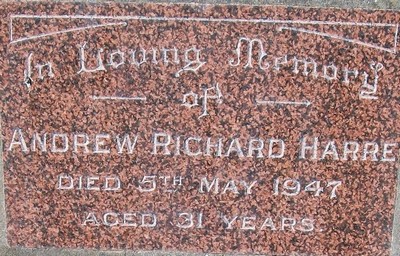 In Loving Memory
of
ANDREW RICHARD HARRE
DIED 5TH MAY 1947
AGED 31 YEARS